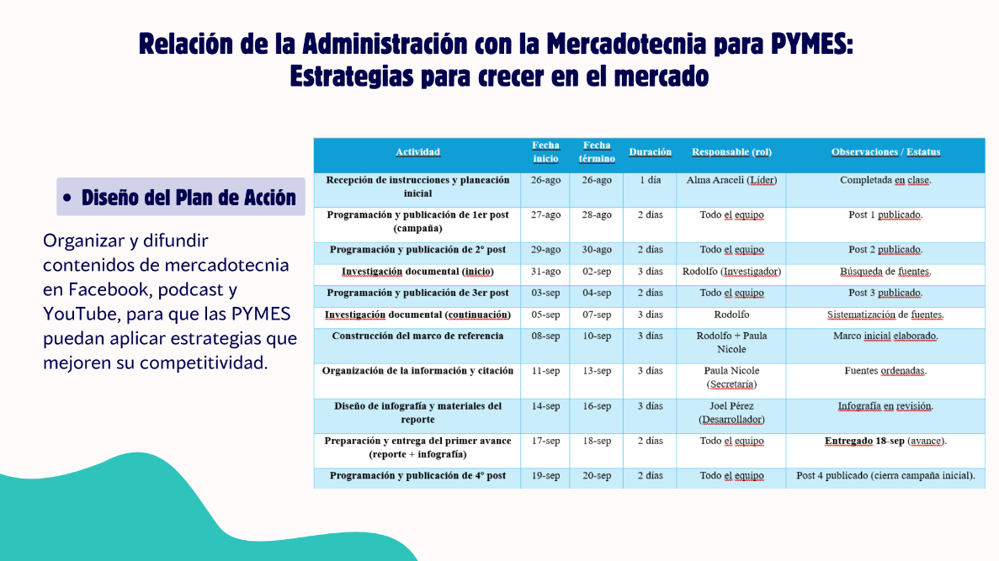 Relación de la Administración con la Mercadotecnia para PYMES:
Estrategias para crecer en el mercado
• Diseño del Plan de Acción
Organizar y difundir
contenidos de mercadotecnia
en Facebook, podcast y
YouTube, para que las PYMES
puedan aplicar estrategias que
mejoren su competitividad.
Actividad Fecha inicio Fecha término Duración Responsable (rol) Observaciones / Estatus
Recepción de instrucciones y planeación inicial 26-ago 26-ago 1 día Alma Araceli (Líder) Completada en clase.
Programación y publicación de 1er post (campaña) 27-ago 28-ago 2 días Todo el equipo Post 1 publicado.
Programación y publicación de 2º post 29-ago 30-ago 2 días Todo el equipo Post 2 publicado.
Investigación documental (inicio) 31-ago 02-sep 3 días Rodolfo (Investigador) Búsqueda de fuentes.
Programación y publicación de 3er post 03-sep 04-sep 2 días Todo el equipo Post 3 publicado.
Investigación documental (continuación) 05-sep 07-sep 3 días Rodolfo Sistematización de fuentes.
Construcción del marco de referencia 08-sep 10-sep 3 días Rodolfo + Paula Nicole Marco inicial elaborado.
Organización de la información y citación 11-sep 13-sep 3 días Paula Nicole (Secretaría) Fuentes ordenadas.
Diseño de infografía y materiales del reporte 14-sep 16-sep 3 días Joel Pérez (Desarrollador) Infografía en revisión.
Preparación y entrega del primer avance (reporte + infografía) 17-sep 18-sep 2 días Todo el equipo Entregado 18-sep (avance).
Programación y publicación de 4º post 19-sep 20-sep 2 días Todo el equipo Post 4 publicado (cierra campaña inicial).